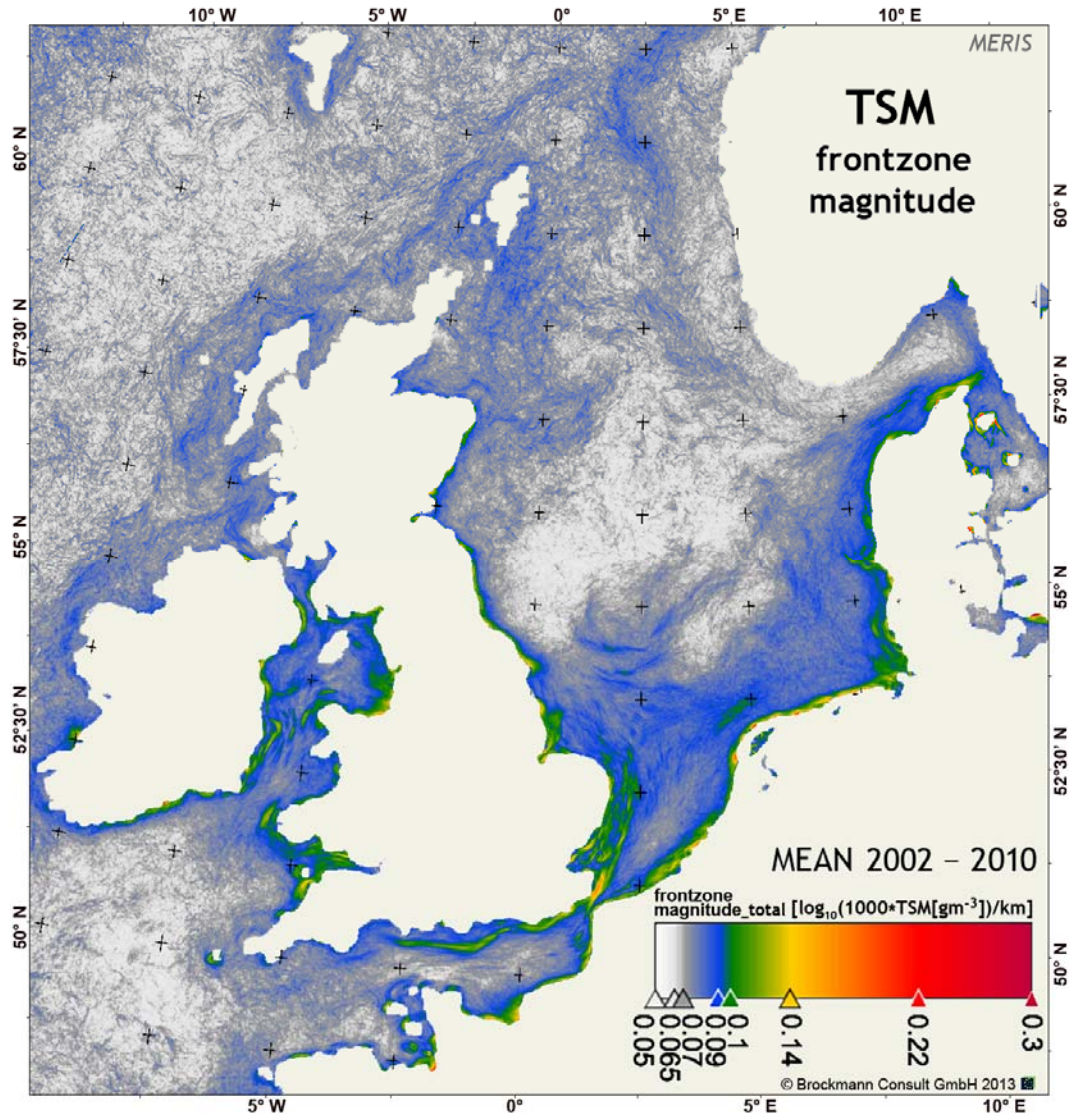 10° W 5° W 0° 5° E 10° E
MERIS
TSM
frontzone
magnitude
60° N
60° N
57°30' N
57°30' N
55° N
55° N
52°30' N
52°30' N
50° N
50° N
MEAN 2002 – 2010
frontzone
magnitude_total [log₁₀(1000*TSM[gm⁻³])/km]
0.05 0.065 0.07 0.09 0.1 0.14 0.22 0.3
© Brockmann Consult GmbH 2013
5° W 0° 5° E 10° E